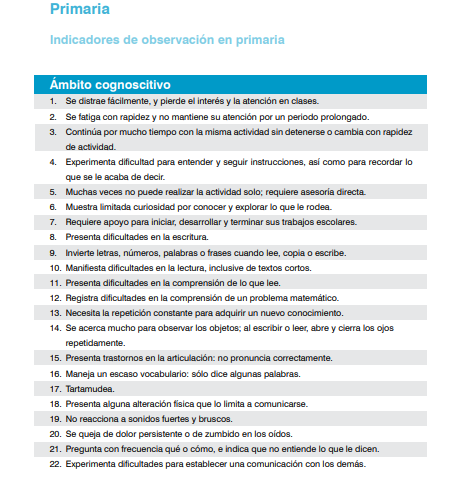 Primaria
Indicadores de observación en primaria
Ámbito cognoscitivo
1. Se distrae fácilmente, y pierde el interés y la atención en clases.
2. Se fatiga con rapidez y no mantiene su atención por un periodo prolongado.
3. Continúa por mucho tiempo con la misma actividad sin detenerse o cambia con rapidez
de actividad.
4. Experimenta dificultad para entender y seguir instrucciones, así como para recordar lo
que se le acaba de decir.
5. Muchas veces no puede realizar la actividad solo; requiere asesoría directa.
6. Muestra limitada curiosidad por conocer y explorar lo que le rodea.
7. Requiere apoyo para iniciar, desarrollar y terminar sus trabajos escolares.
8. Presenta dificultades en la escritura.
9. Invierte letras, números, palabras o frases cuando lee, copia o escribe.
10. Manifiesta dificultades en la lectura, inclusive de textos cortos.
11. Presenta dificultades en la comprensión de lo que lee.
12. Registra dificultades en la comprensión de un problema matemático.
13. Necesita la repetición constante para adquirir un nuevo conocimiento.
14. Se acerca mucho para observar los objetos; al escribir o leer, abre y cierra los ojos
repetidamente.
15. Presenta trastornos en la articulación: no pronuncia correctamente.
16. Maneja un escaso vocabulario: sólo dice algunas palabras.
17. Tartamudea.
18. Presenta alguna alteración física que lo limita a comunicarse.
19. No reacciona a sonidos fuertes y bruscos.
20. Se queja de dolor persistente o de zumbido en los oídos.
21. Pregunta con frecuencia qué o cómo, e indica que no entiende lo que le dicen.
22. Experimenta dificultades para establecer una comunicación con los demás.